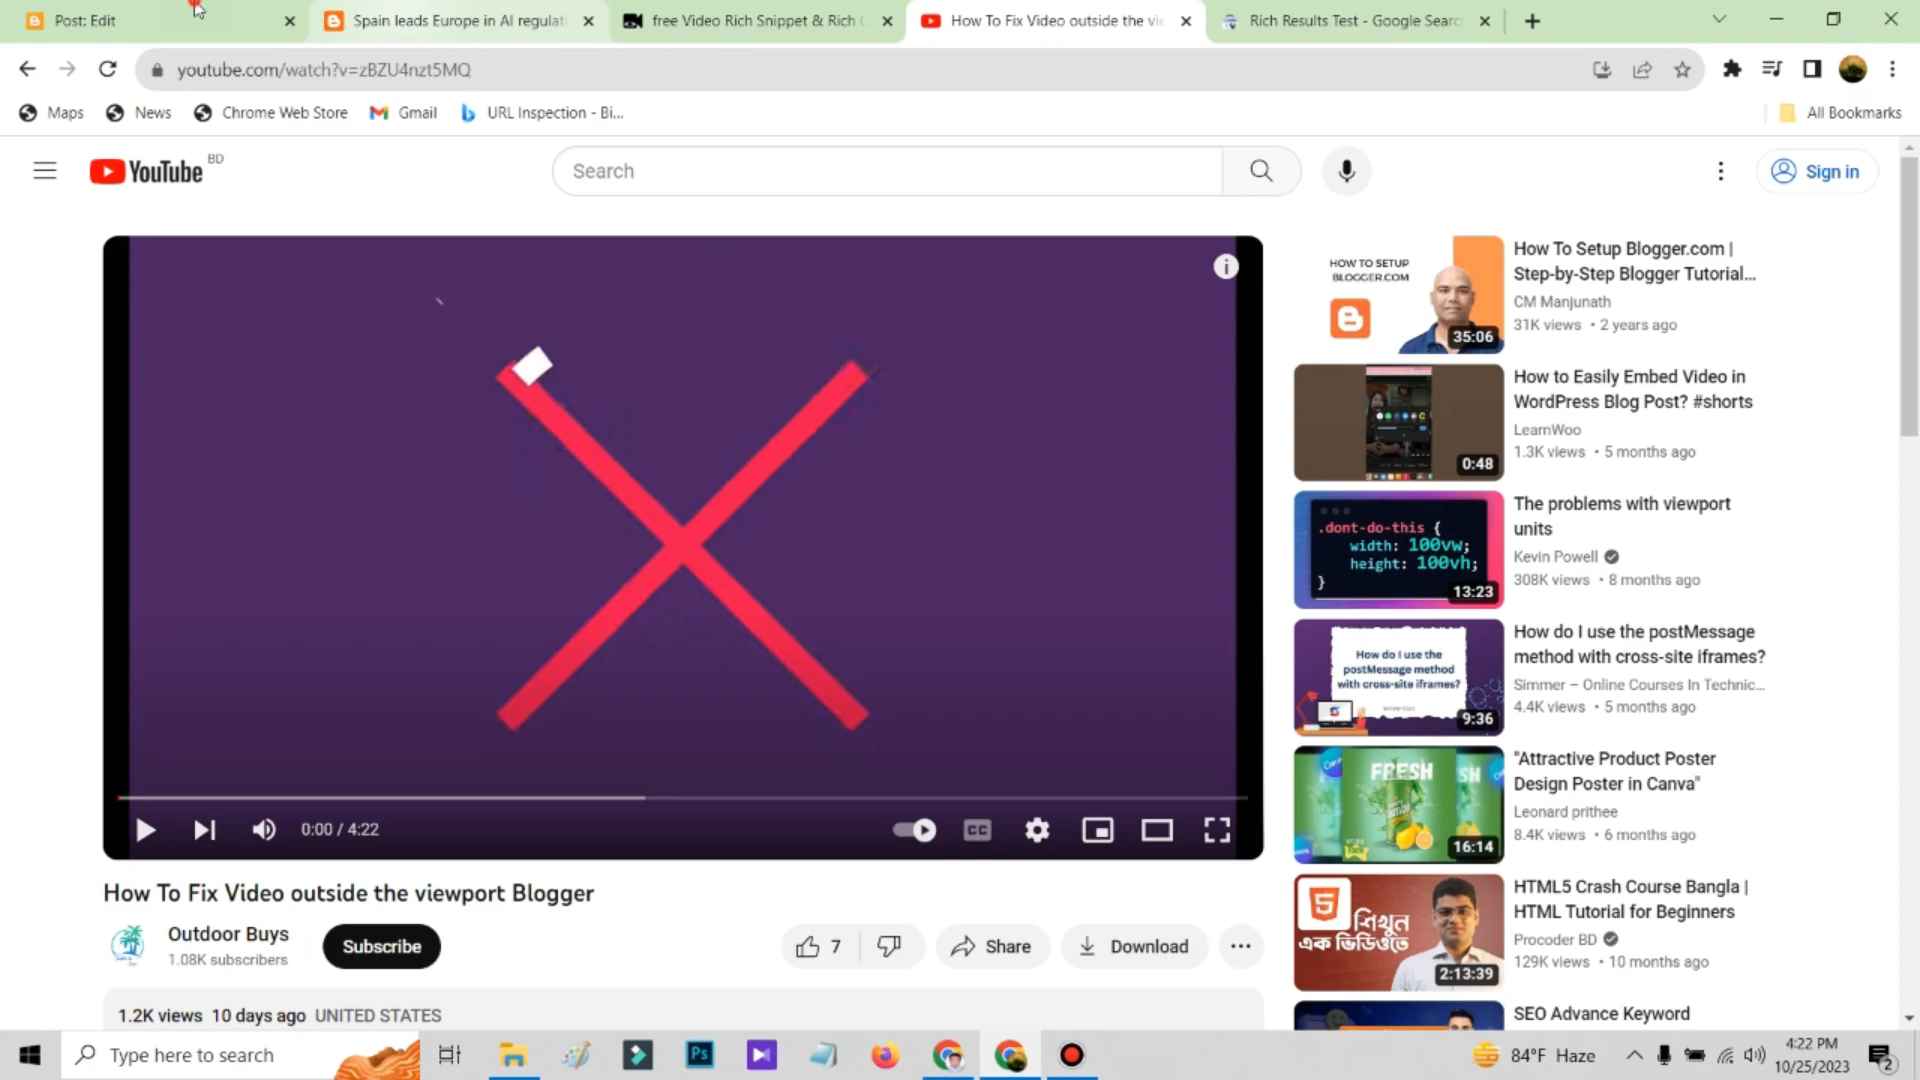 Post: Edit
Spain leads Europe in AI regulati
free Video Rich Snippet & Rich
How To Fix Video outside the vie
Rich Results Test - Google Searc
youtube.com/watch?v=zBZU4nzt5MQ
Maps
News
Chrome Web Store
Gmail
URL Inspection - Bi...
All Bookmarks
YouTube BD
Search
Sign in
0:00 / 4:22
CC
How To Fix Video outside the viewport Blogger
Outdoor Buys
1.08K subscribers
Subscribe
7
Share
Download
1.2K views 10 days ago UNITED STATES
HOW TO SETUP
BLOGGER.COM
35:06
How To Setup Blogger.com |
Step-by-Step Blogger Tutorial...
CM Manjunath
31K views • 2 years ago
0:48
How to Easily Embed Video in
WordPress Blog Post? #shorts
LearnWoo
1.3K views • 5 months ago
.dont-do-this {
width: 100vw;
height: 100vh;
}
13:23
The problems with viewport
units
Kevin Powell
308K views • 8 months ago
How do I use the
postMessage method
with cross-site iframes?
9:36
How do I use the postMessage
method with cross-site iframes?
Simmer – Online Courses In Technic...
4.4K views • 5 months ago
FRESH
SH
16:14
"Attractive Product Poster
Design Poster in Canva"
Leonard prithee
8.4K views • 6 months ago
5
শিখুন
এক ভিডিওতে
2:13:39
HTML5 Crash Course Bangla |
HTML Tutorial for Beginners
Procoder BD
129K views • 10 months ago
SEO Advance Keyword
Type here to search
Ps
84°F Haze
4:22 PM
10/25/2023
2